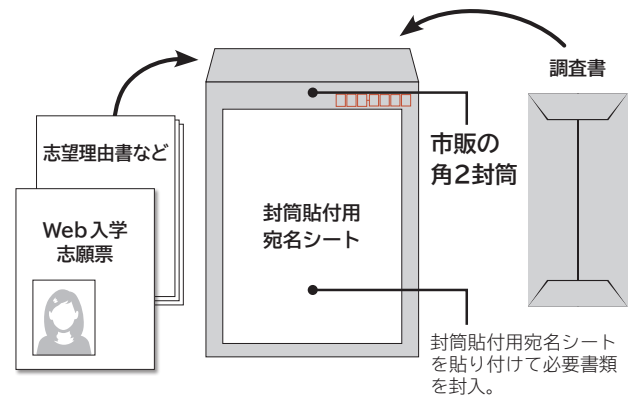 調査書
志望理由書など
市販の
角2封筒
Web入学
志願票
封筒貼付用
宛名シート
封筒貼付用宛名シート
を貼り付けて必要書類
を封入。